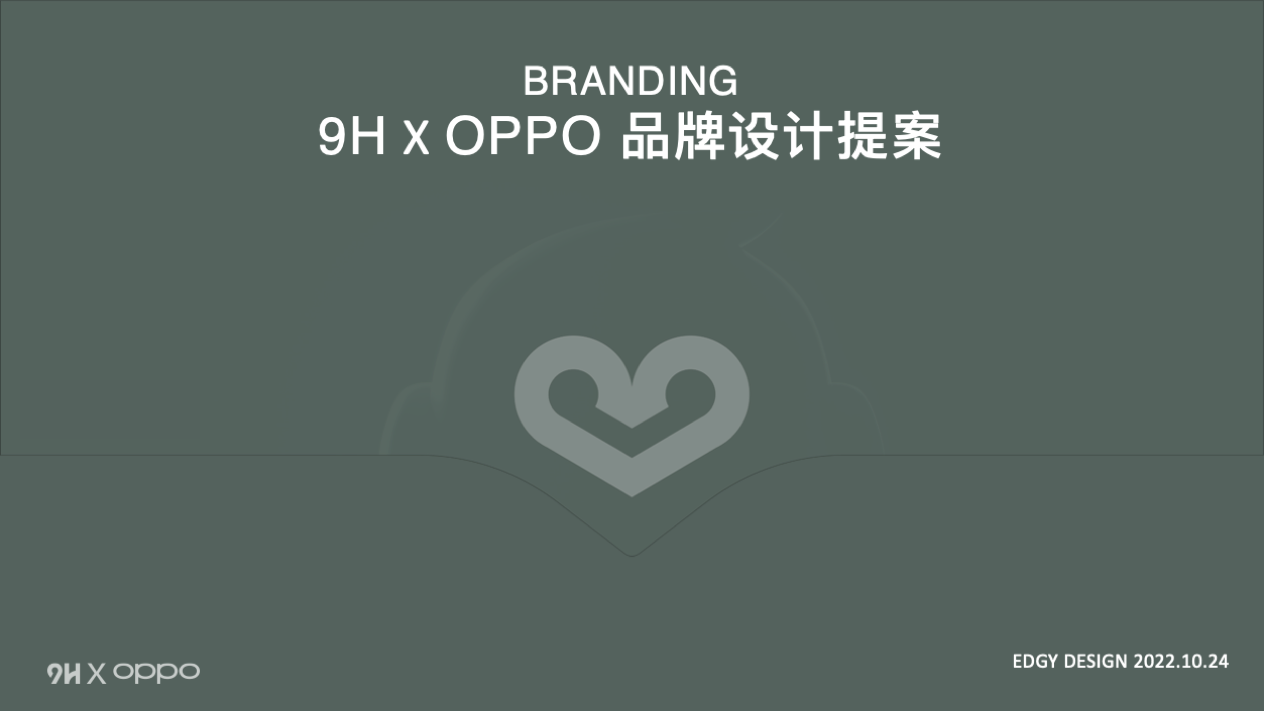 BRANDING
9H X OPPO 品牌设计提案
9H X oppo
EDGY DESIGN 2022.10.24